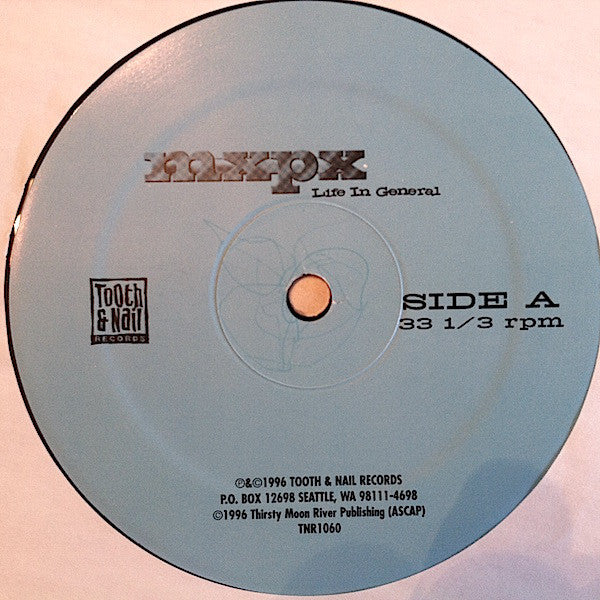 mxpx
Life In General
Tooth
& Nail
RECORDS
SIDE A
33 1/3 rpm
℗&©1996 TOOTH & NAIL RECORDS
P.O. BOX 12698 SEATTLE, WA 98111-4698
©1996 Thirsty Moon River Publishing (ASCAP)
TNR1060